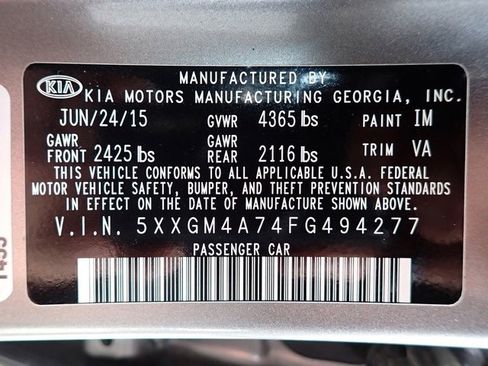 MANUFACTURED BY
KIA KIA MOTORS MANUFACTURING GEORGIA, INC.
JUN/24/15 GVWR 4365 lbs PAINT IM
GAWR FRONT 2425 lbs GAWR REAR 2116 lbs TRIM VA
THIS VEHICLE CONFORMS TO ALL APPLICABLE U.S.A. FEDERAL
MOTOR VEHICLE SAFETY, BUMPER, AND THEFT PREVENTION STANDARDS
IN EFFECT ON THE DATE OF MANUFACTURE SHOWN ABOVE.
V.I.N. 5XXGM4A74FG494277
PASSENGER CAR